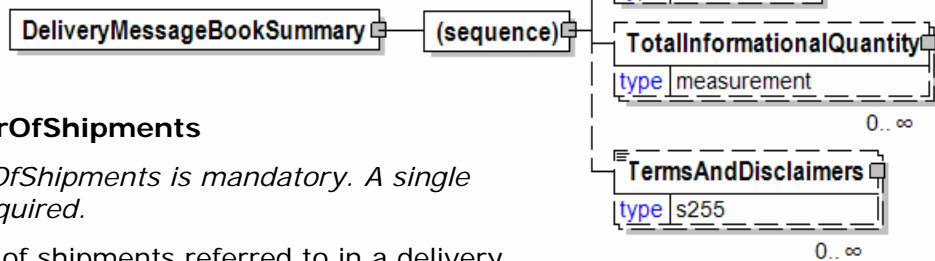 DeliveryMessageBookSummary
(sequence)
TotalInformationalQuantity
type measurement
0.. ∞
rOfShipments
OfShipments is mandatory. A single
quired.
TermsAndDisclaimers
type s255
0.. ∞
of shipments referred to in a delivery